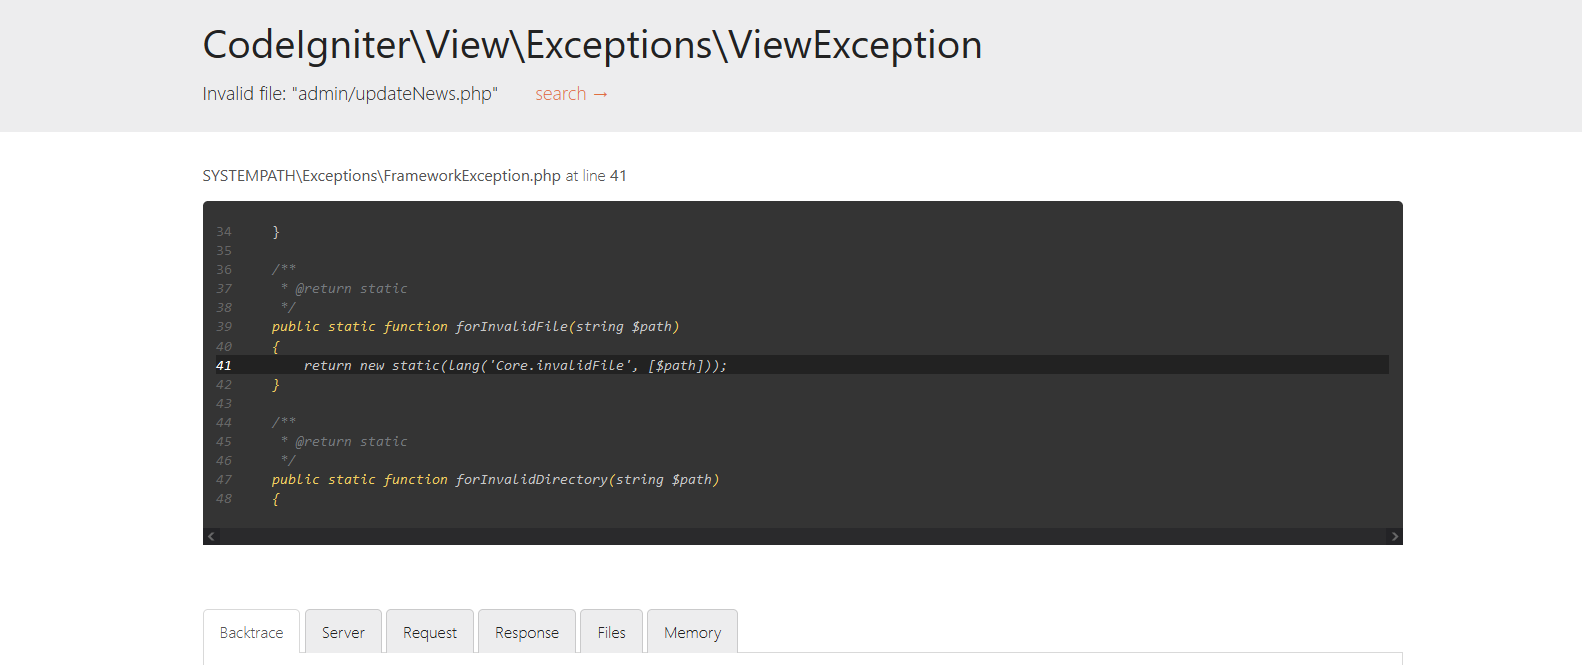 CodeIgniter\View\Exceptions\ViewException
Invalid file: "admin/updateNews.php" search →
SYSTEMPATH\Exceptions\FrameworkException.php at line 41
34 }
35
36 /**
37 * @return static
38 */
39 public static function forInvalidFile(string $path)
40 {
41 return new static(lang('Core.invalidFile', [$path]));
42 }
43
44 /**
45 * @return static
46 */
47 public static function forInvalidDirectory(string $path)
48 {
Backtrace Server Request Response Files Memory